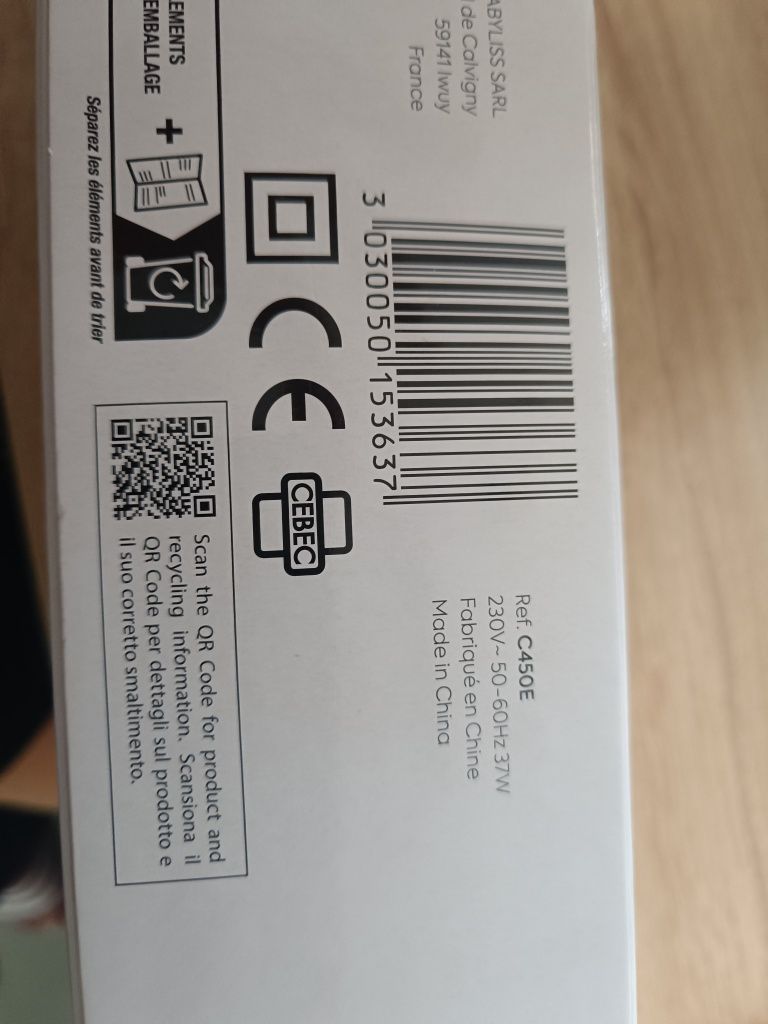 BABYLISS SARL
de Calvigny
59141 Iwuy
France
3 030050 153637
Ref. C450E
230V~ 50-60Hz 37W
Fabriqué en Chine
Made in China
CE
CEBEC
EMBALLAGE
+
Séparez les éléments avant de trier
Scan the QR Code for product and
recycling information. Scansiona il
QR Code per dettagli sul prodotto e
il suo corretto smaltimento.